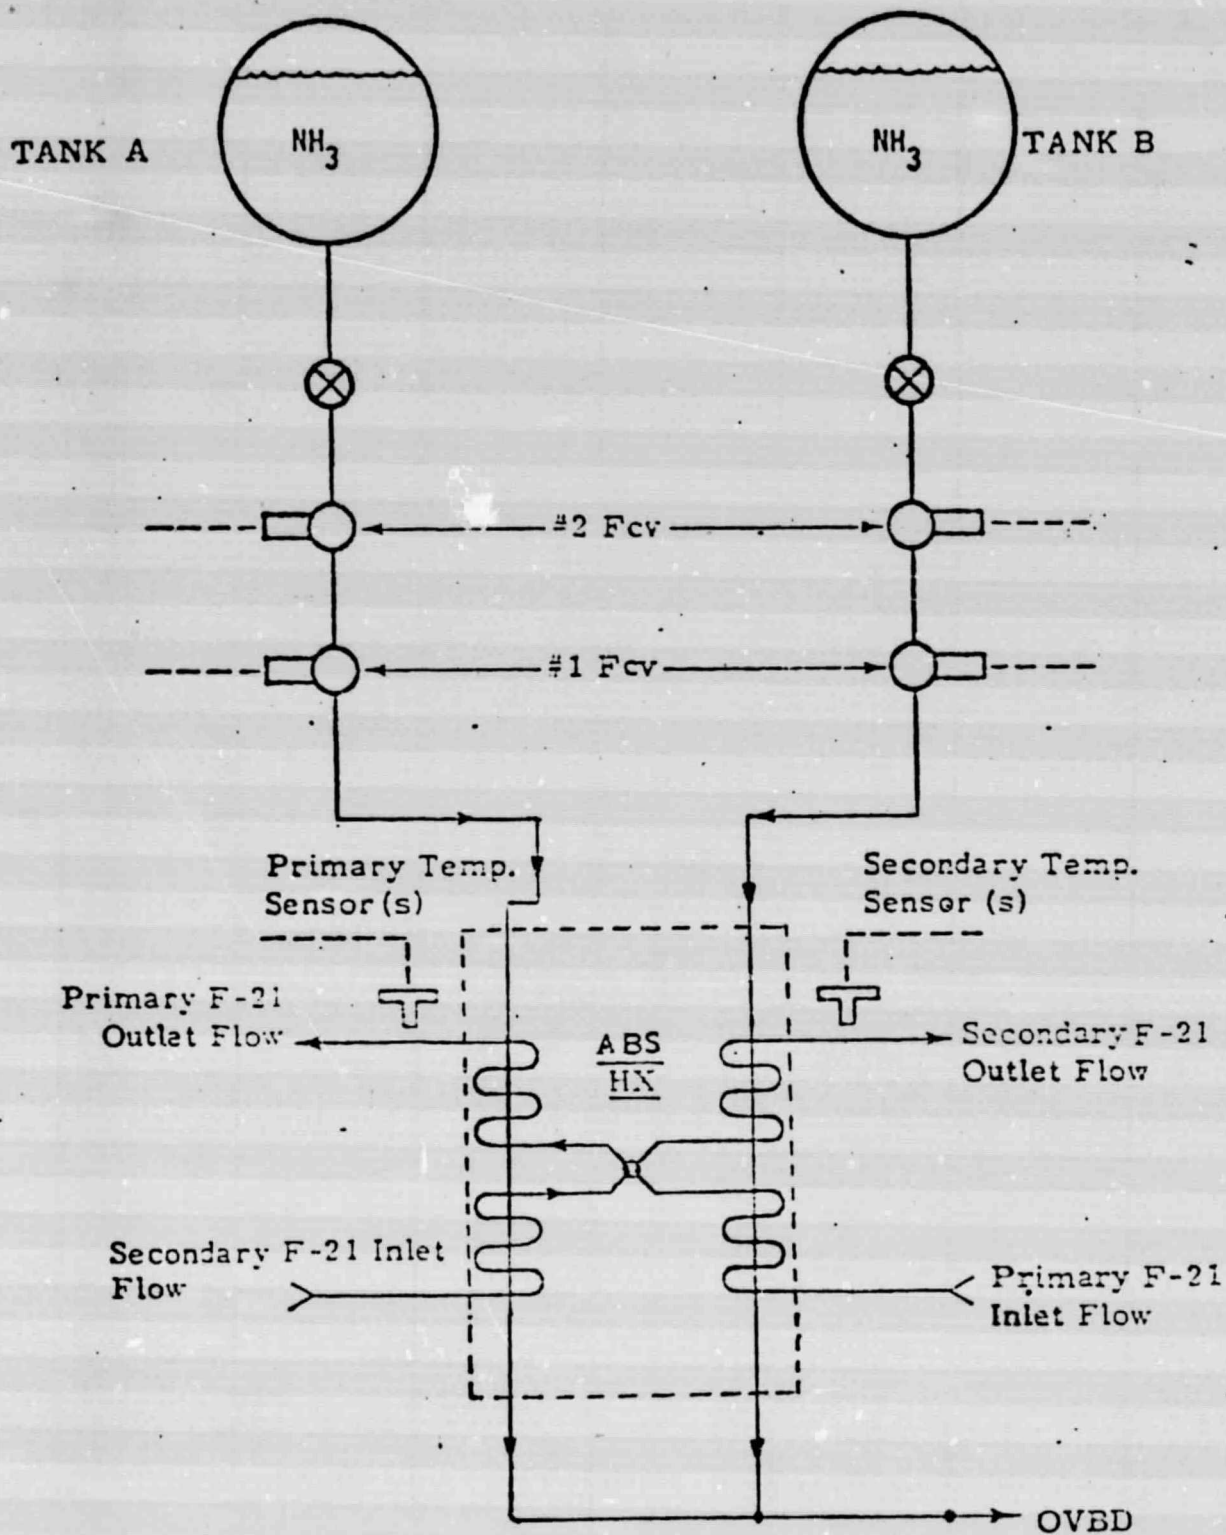 TANK A
NH3
NH3
TANK B
#2 Fcv
#1 Fcv
Primary Temp.
Sensor(s)
Secondary Temp.
Sensor (s)
Primary F-21
Outlet Flow
ABS
HX
Secondary F-21
Outlet Flow
Secondary F-21 Inlet
Flow
Primary F-21
Inlet Flow
OVBD